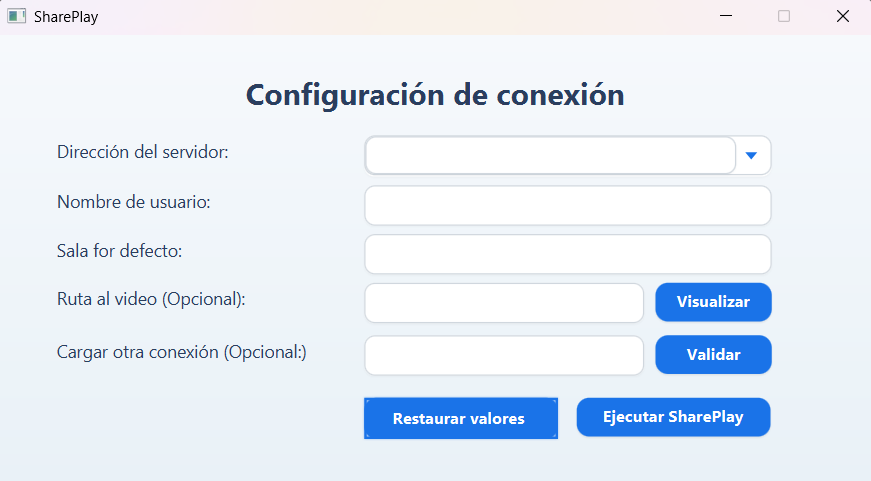 SharePlay
Configuración de conexión
Dirección del servidor:
Nombre de usuario:
Sala for defecto:
Ruta al video (Opcional):
Visualizar
Cargar otra conexión (Opcional:)
Validar
Restaurar valores
Ejecutar SharePlay